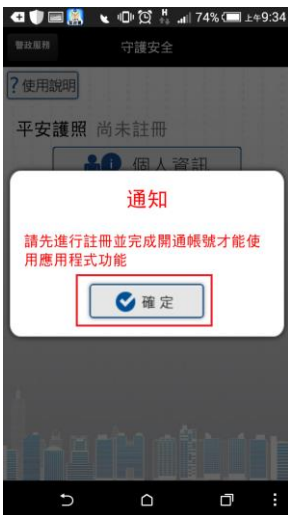 H 74% 上午9:34
警政服務 守護安全
?使用說明
平安護照 尚未註冊
個人資訊
通知
請先進行註冊並完成開通帳號才能使
用應用程式功能
確定